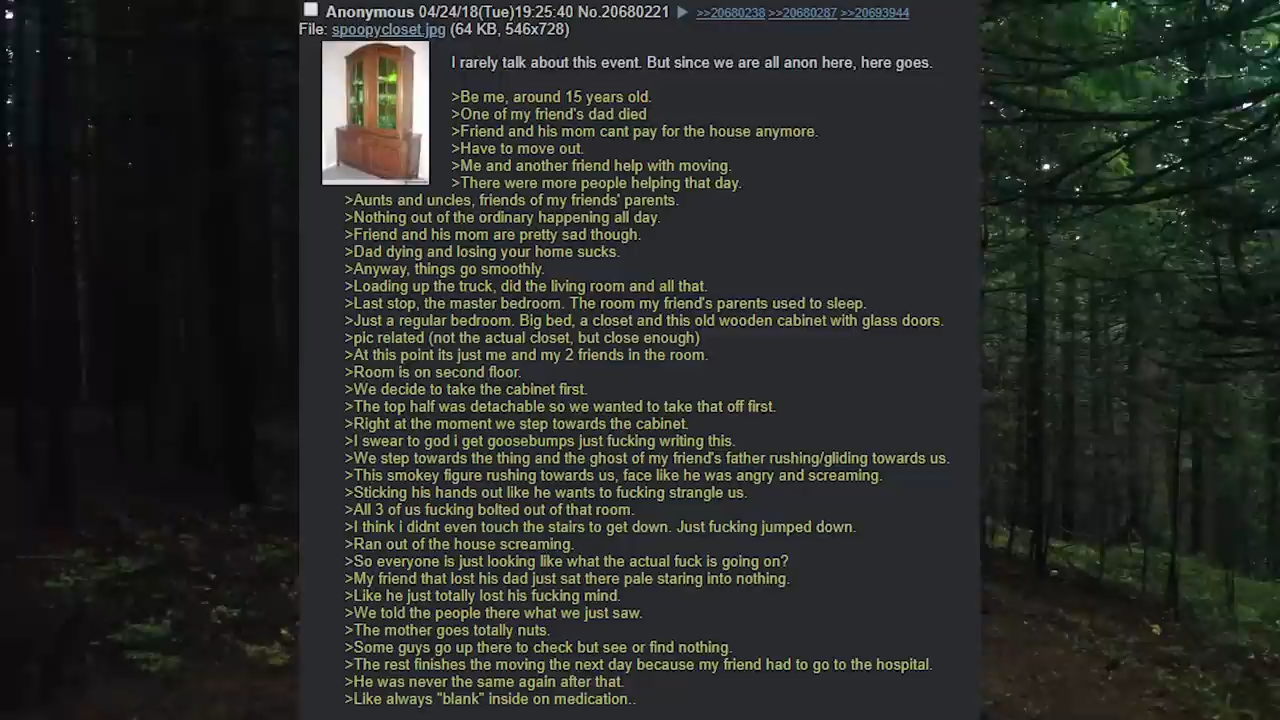 Anonymous 04/24/18(Tue)19:25:40 No.20680221 ▶ >>20680238 >>20680287 >>20693944
File: spoopycloset.jpg (64 KB, 546x728)
I rarely talk about this event. But since we are all anon here, here goes.
>Be me, around 15 years old.
>One of my friend's dad died
>Friend and his mom cant pay for the house anymore.
>Have to move out.
>Me and another friend help with moving.
>There were more people helping that day.
>Aunts and uncles, friends of my friends' parents.
>Nothing out of the ordinary happening all day.
>Friend and his mom are pretty sad though.
>Dad dying and losing your home sucks.
>Anyway, things go smoothly.
>Loading up the truck, did the living room and all that.
>Last stop, the master bedroom. The room my friend's parents used to sleep.
>Just a regular bedroom. Big bed, a closet and this old wooden cabinet with glass doors.
>pic related (not the actual closet, but close enough)
>At this point its just me and my 2 friends in the room.
>Room is on second floor.
>We decide to take the cabinet first.
>The top half was detachable so we wanted to take that off first.
>Right at the moment we step towards the cabinet.
>I swear to god i get goosebumps just fucking writing this.
>We step towards the thing and the ghost of my friend's father rushing/gliding towards us.
>This smokey figure rushing towards us, face like he was angry and screaming.
>Sticking his hands out like he wants to fucking strangle us.
>All 3 of us fucking bolted out of that room.
>I think i didnt even touch the stairs to get down. Just fucking jumped down.
>Ran out of the house screaming.
>So everyone is just looking like what the actual fuck is going on?
>My friend that lost his dad just sat there pale staring into nothing.
>Like he just totally lost his fucking mind.
>We told the people there what we just saw.
>The mother goes totally nuts.
>Some guys go up there to check but see or find nothing.
>The rest finishes the moving the next day because my friend had to go to the hospital.
>He was never the same again after that.
>Like always "blank" inside on medication..